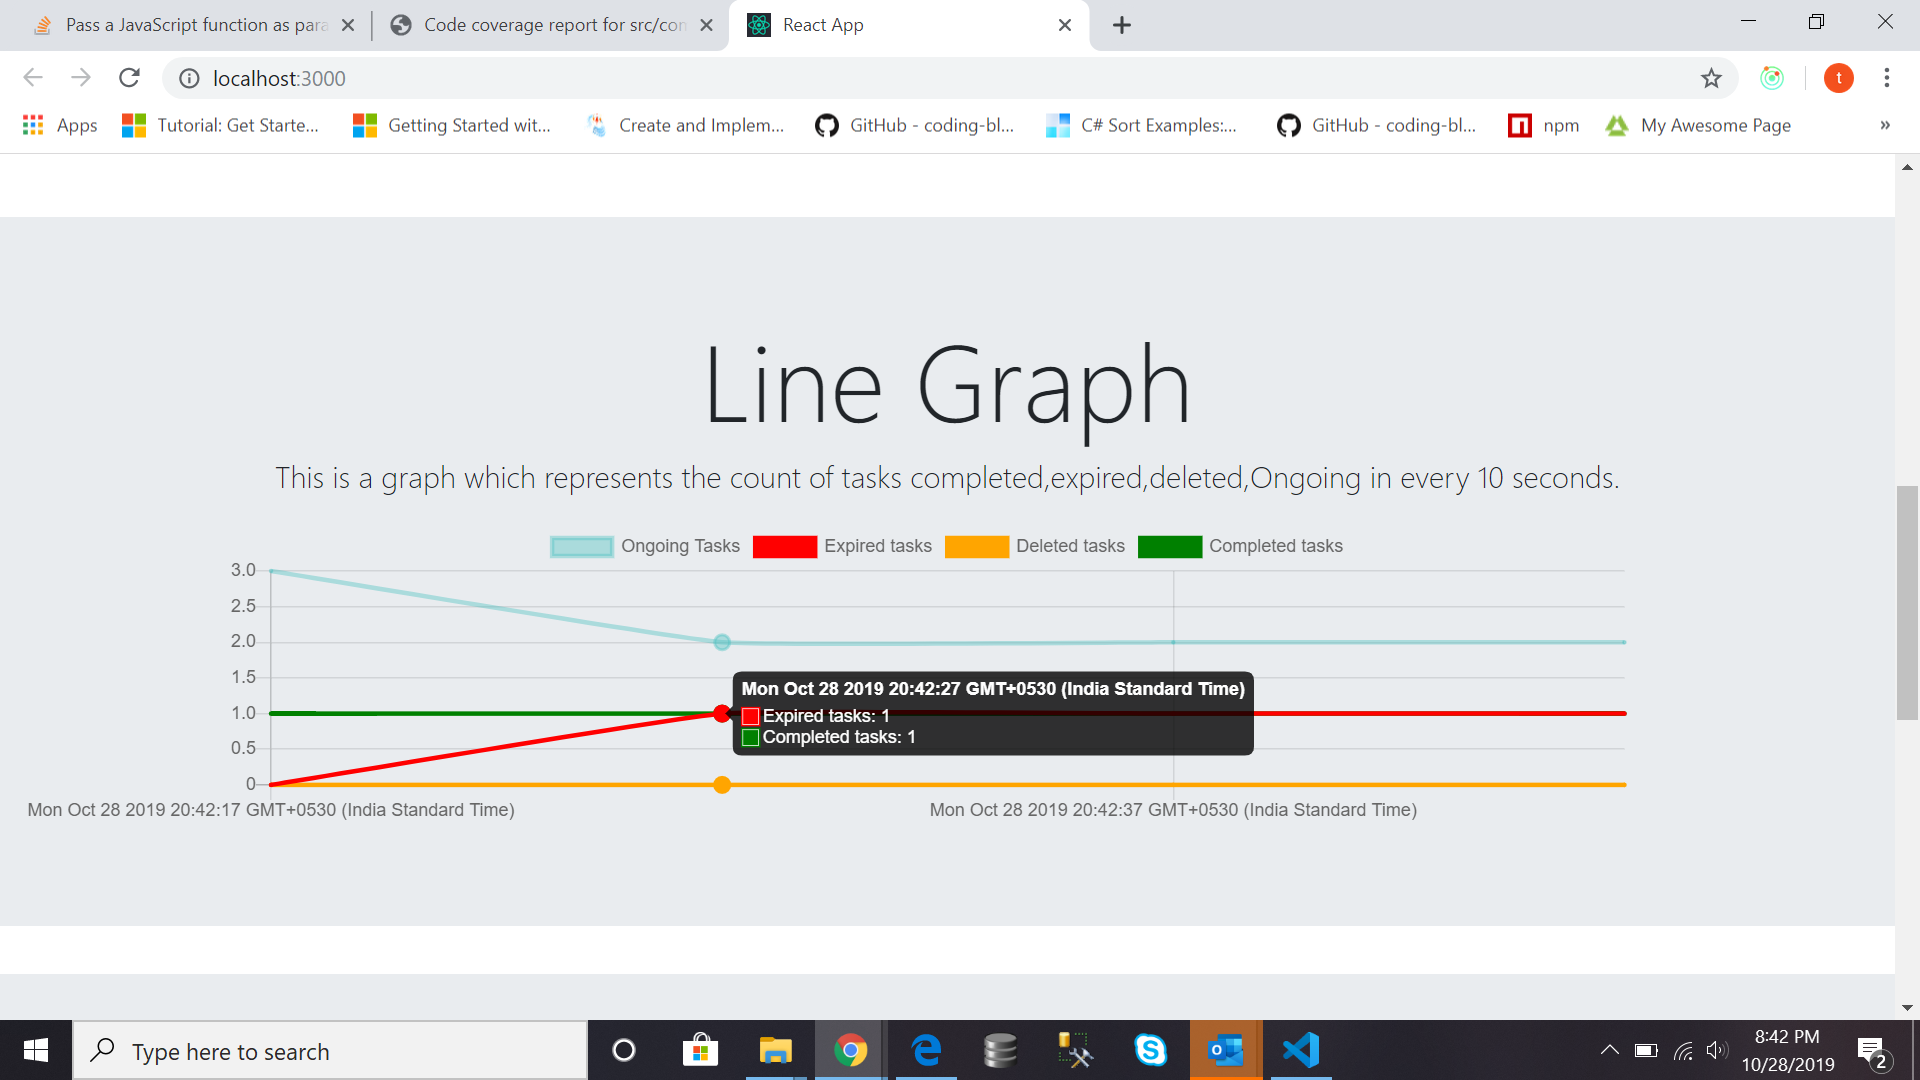 Pass a JavaScript function as para
Code coverage report for src/con
React App
localhost:3000
t
Apps
Tutorial: Get Starte...
Getting Started wit...
Create and Implem...
GitHub - coding-bl...
C# Sort Examples:...
GitHub - coding-bl...
npm
My Awesome Page
»
Line Graph
This is a graph which represents the count of tasks completed,expired,deleted,Ongoing in every 10 seconds.
Ongoing Tasks
Expired tasks
Deleted tasks
Completed tasks
3.0
2.5
2.0
1.5
1.0
0.5
0
Mon Oct 28 2019 20:42:27 GMT+0530 (India Standard Time)
Expired tasks: 1
Completed tasks: 1
Mon Oct 28 2019 20:42:17 GMT+0530 (India Standard Time)
Mon Oct 28 2019 20:42:37 GMT+0530 (India Standard Time)
Type here to search
8:42 PM
10/28/2019
2